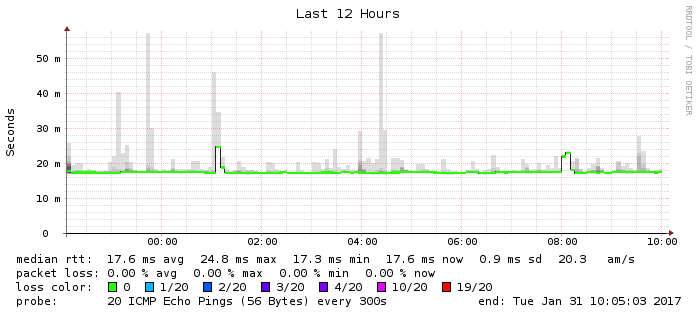 Last 12 Hours
RRDTOOL / TOBI OETIKER
Seconds
50 m
40 m
30 m
20 m
10 m
0
00:00 02:00 04:00 06:00 08:00 10:00
median rtt: 17.6 ms avg 24.8 ms max 17.3 ms min 17.6 ms now 0.9 ms sd 20.3 am/s
packet loss: 0.00 % avg 0.00 % max 0.00 % min 0.00 % now
loss color: 0 1/20 2/20 3/20 4/20 10/20 19/20
probe: 20 ICMP Echo Pings (56 Bytes) every 300s end: Tue Jan 31 10:05:03 2017